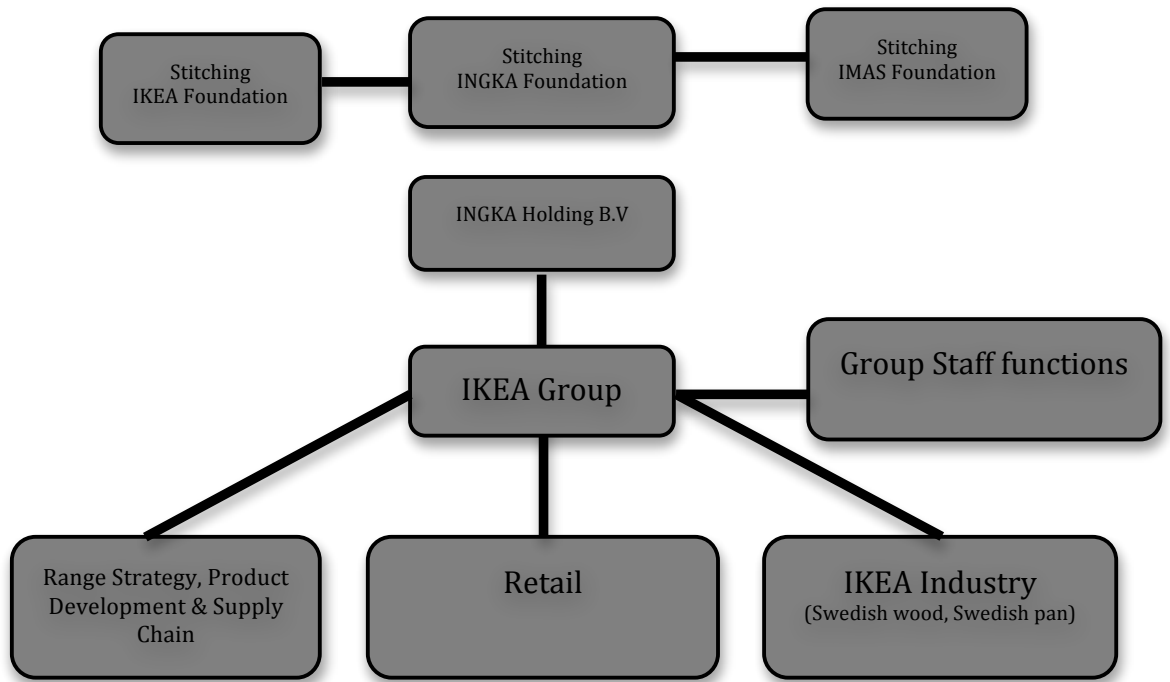 Stitching
IKEA Foundation
Stitching
INGKA Foundation
Stitching
IMAS Foundation
INGKA Holding B.V
IKEA Group
Group Staff functions
Range Strategy, Product
Development & Supply
Chain
Retail
IKEA Industry
(Swedish wood, Swedish pan)